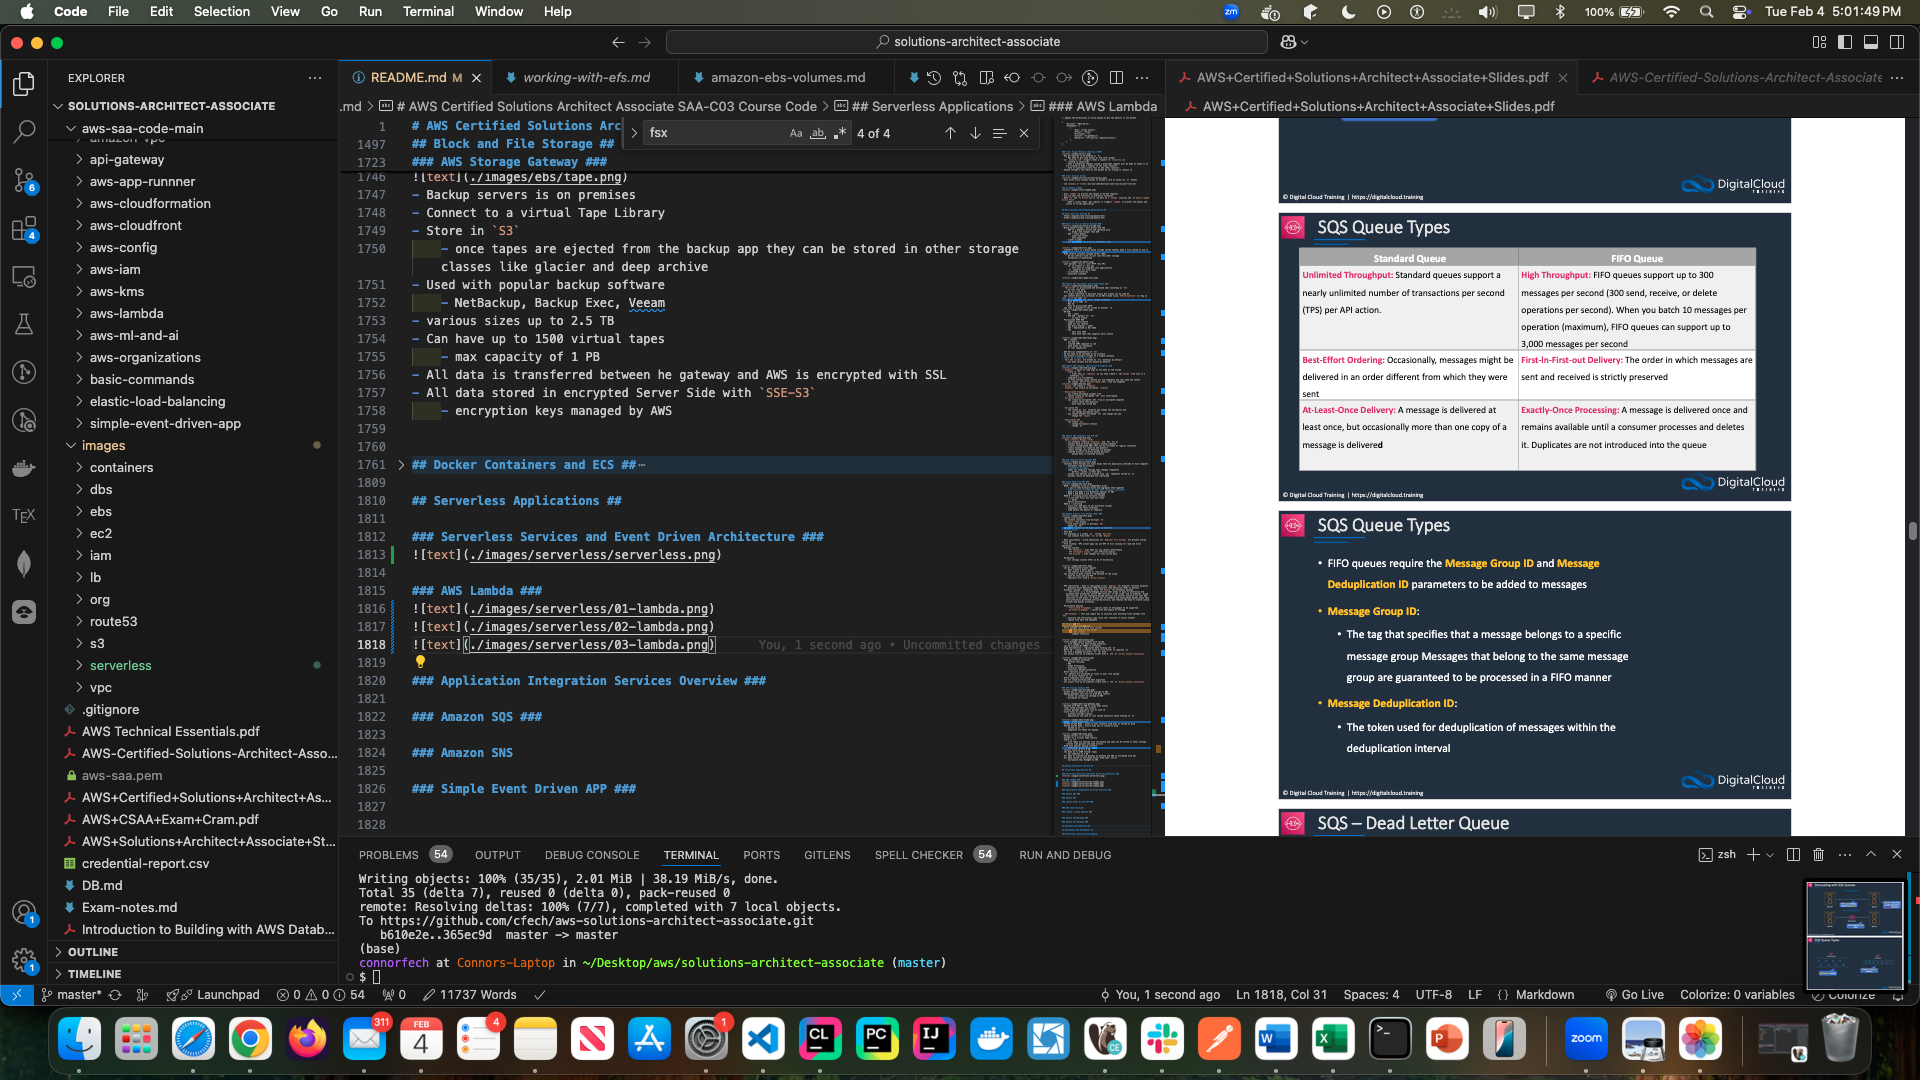 Code File Edit Selection View Go Run Terminal Window Help
zm 100% Tue Feb 4 5:01:49 PM
solutions-architect-associate
EXPLORER
SOLUTIONS-ARCHITECT-ASSOCIATE
aws-saa-code-main
amazon-vpc
api-gateway
aws-app-runnner
aws-cloudformation
aws-cloudfront
aws-config
aws-iam
aws-kms
aws-lambda
aws-ml-and-ai
aws-organizations
basic-commands
elastic-load-balancing
simple-event-driven-app
images
containers
dbs
ebs
ec2
iam
lb
org
route53
s3
serverless
vpc
.gitignore
AWS Technical Essentials.pdf
AWS-Certified-Solutions-Architect-Asso...
aws-saa.pem
AWS+Certified+Solutions+Architect+As...
AWS+CSAA+Exam+Cram.pdf
AWS+Solutions+Architect+Associate+St...
credential-report.csv
DB.md
Exam-notes.md
Introduction to Building with AWS Datab...
OUTLINE
TIMELINE
6
4
TEX
1
1
README.md M
working-with-efs.md
amazon-ebs-volumes.md
.md > # AWS Certified Solutions Architect Associate SAA-C03 Course Code > ## Serverless Applications > ### AWS Lambda
fsx Aa ab 4 of 4
1 # AWS Certified Solutions Arc
1497 ## Block and File Storage ##
1723 ### AWS Storage Gateway ###
1746 ![text](./images/ebs/tape.png)
1747 - Backup servers is on premises
1748 - Connect to a virtual Tape Library
1749 - Store in `S3`
1750 - once tapes are ejected from the backup app they can be stored in other storage
classes like glacier and deep archive
1751 - Used with popular backup software
1752 - NetBackup, Backup Exec, Veeam
1753 - various sizes up to 2.5 TB
1754 - Can have up to 1500 virtual tapes
1755 - max capacity of 1 PB
1756 - All data is transferred between he gateway and AWS is encrypted with SSL
1757 - All data stored in encrypted Server Side with `SSE-S3`
1758 - encryption keys managed by AWS
1759
1760
1761 ## Docker Containers and ECS ##
1809
1810 ## Serverless Applications ##
1811
1812 ### Serverless Services and Event Driven Architecture ###
1813 ![text](./images/serverless/serverless.png)
1814
1815 ### AWS Lambda ###
1816 ![text](./images/serverless/01-lambda.png)
1817 ![text](./images/serverless/02-lambda.png)
1818 ![text](./images/serverless/03-lambda.png) You, 1 second ago • Uncommitted changes
1819
1820 ### Application Integration Services Overview ###
1821
1822 ### Amazon SQS ###
1823
1824 ### Amazon SNS
1825
1826 ### Simple Event Driven APP ###
1827
1828
AWS+Certified+Solutions+Architect+Associate+Slides.pdf
AWS-Certified-Solutions-Architect-Associate
AWS+Certified+Solutions+Architect+Associate+Slides.pdf
© Digital Cloud Training | https://digitalcloud.training
DigitalCloud
TRAINING
SQS Queue Types
Standard Queue FIFO Queue
Unlimited Throughput: Standard queues support a
nearly unlimited number of transactions per second
(TPS) per API action.
High Throughput: FIFO queues support up to 300
messages per second (300 send, receive, or delete
operations per second). When you batch 10 messages per
operation (maximum), FIFO queues can support up to
3,000 messages per second
Best-Effort Ordering: Occasionally, messages might be
delivered in an order different from which they were
sent
First-In-First-out Delivery: The order in which messages are
sent and received is strictly preserved
At-Least-Once Delivery: A message is delivered at
least once, but occasionally more than one copy of a
message is delivered
Exactly-Once Processing: A message is delivered once and
remains available until a consumer processes and deletes
it. Duplicates are not introduced into the queue
© Digital Cloud Training | https://digitalcloud.training
DigitalCloud
TRAINING
SQS Queue Types
• FIFO queues require the Message Group ID and Message
Deduplication ID parameters to be added to messages
• Message Group ID:
• The tag that specifies that a message belongs to a specific
message group Messages that belong to the same message
group are guaranteed to be processed in a FIFO manner
• Message Deduplication ID:
• The token used for deduplication of messages within the
deduplication interval
© Digital Cloud Training | https://digitalcloud.training
DigitalCloud
TRAINING
SQS – Dead Letter Queue
PROBLEMS 54 OUTPUT DEBUG CONSOLE TERMINAL PORTS GITLENS SPELL CHECKER 54 RUN AND DEBUG
zsh
Writing objects: 100% (35/35), 2.01 MiB | 38.19 MiB/s, done.
Total 35 (delta 7), reused 0 (delta 0), pack-reused 0
remote: Resolving deltas: 100% (7/7), completed with 7 local objects.
To https://github.com/cfech/aws-solutions-architect-associate.git
b610e2e..365ec9d master -> master
(base)
connorfech at Connors-Laptop in ~/Desktop/aws/solutions-architect-associate (master)
$
master* Launchpad 0 0 54 0 11737 Words
You, 1 second ago Ln 1818, Col 31 Spaces: 4 UTF-8 LF {} Markdown Go Live Colorize: 0 variables Colorize
311
FEB
4
4
1
CL
PC
IJ
CE
W
X
P
zoom